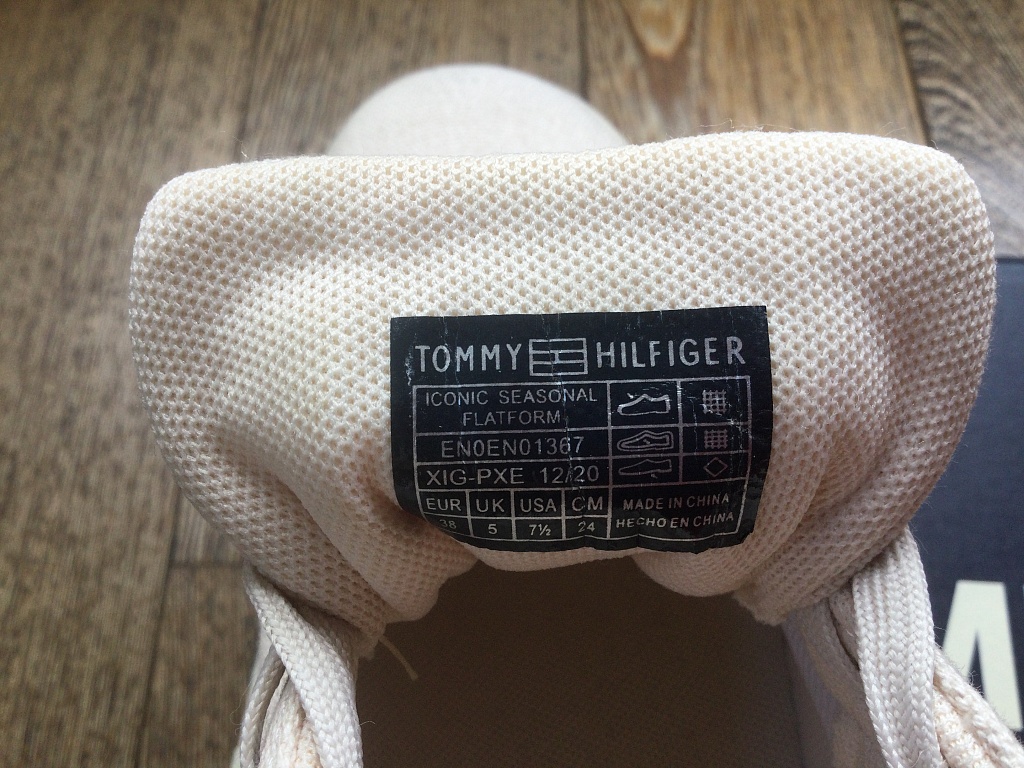 TOMMY HILFIGER
ICONIC SEASONAL
FLATFORM
EN0EN01367
XIG-PXE 12/20
EUR UK USA CM
38 5 7½ 24
MADE IN CHINA
HECHO EN CHINA
A